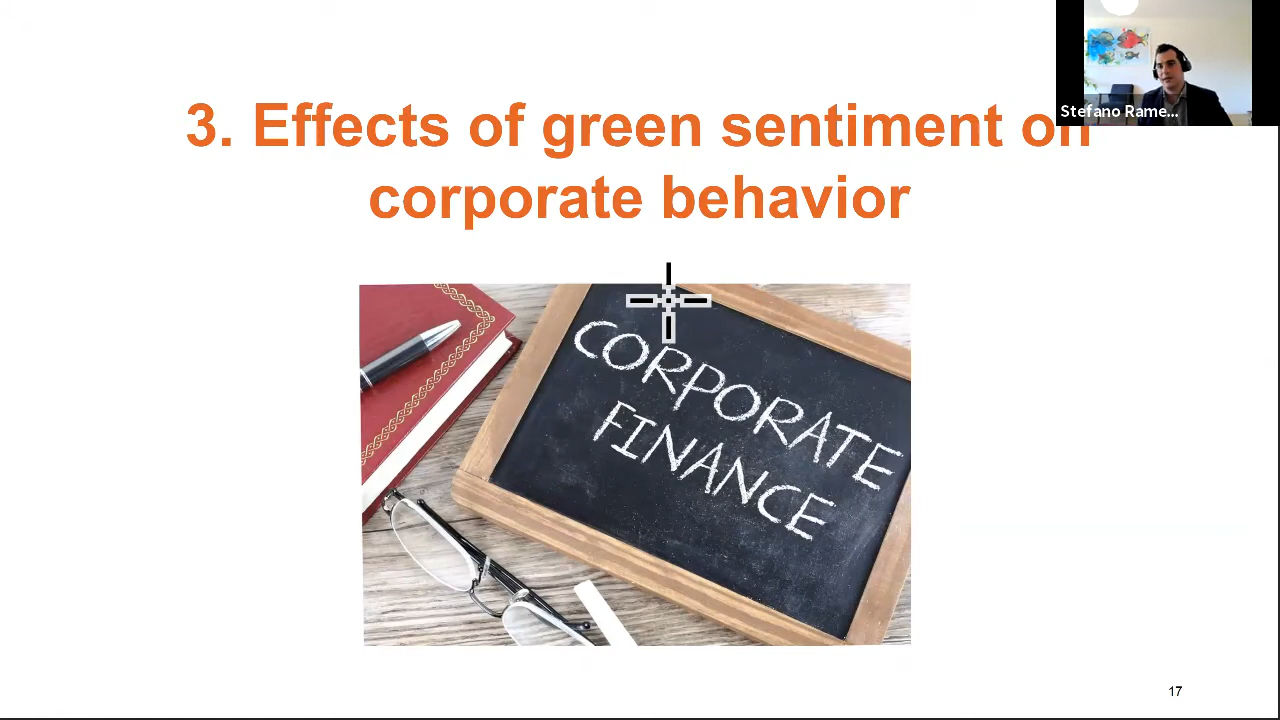 3. Effects of green sentiment on
corporate behavior
Stefano Rame...
CORPORATE
FINANCE
17